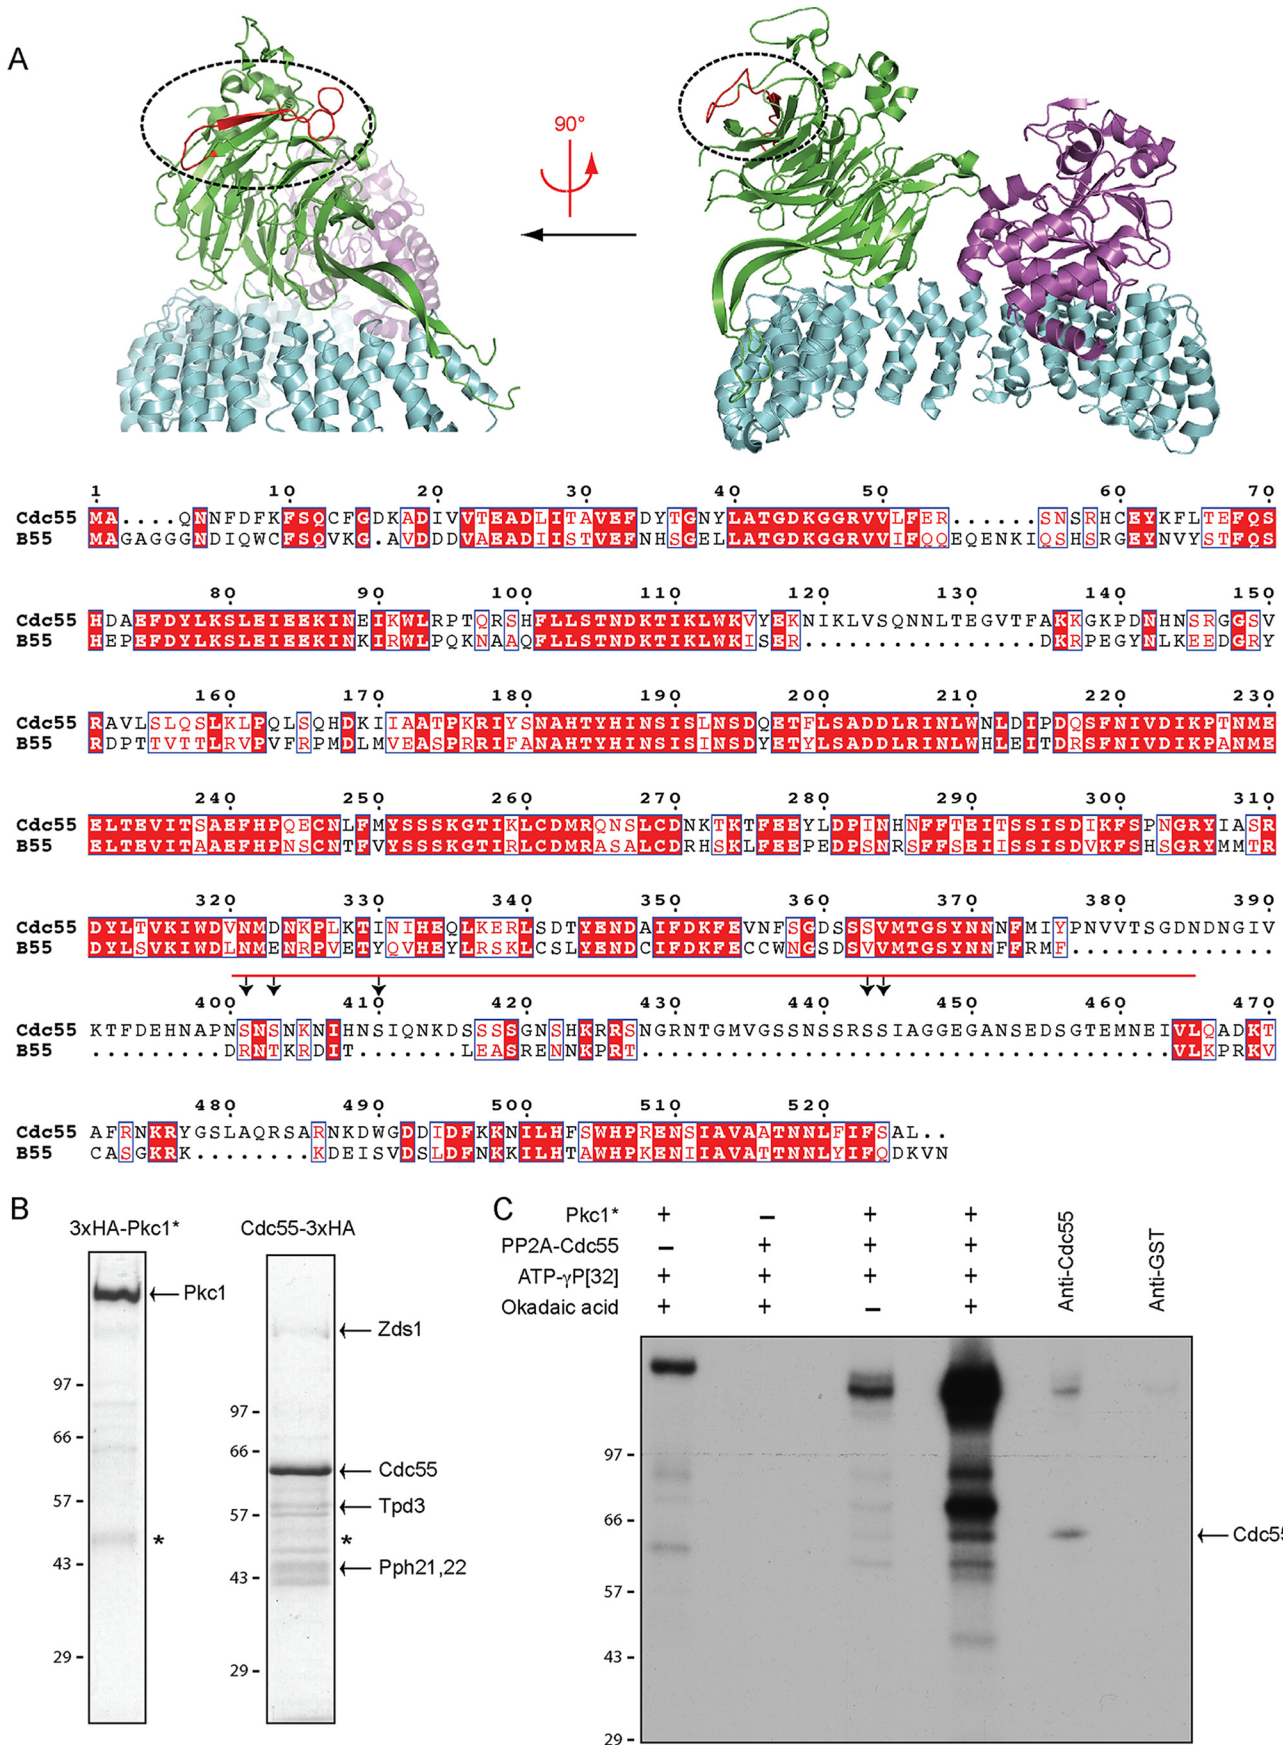 A
90°
1 10 20 30 40 50 60 70
Cdc55 MA....QNNFDFKFSQCFGDKADIVVTEADLITAVEFDYTGNYLATGDKGGRVVLFER......SNSRHCEYKFLTEFQS
B55 MAGAGGGNDIQWCFSQVKG.AVDDDVAEADIISTVEFNHSGELLATGDKGGRVVIFQQEQENKIQSHSRGEYNVYSTFQS
80 90 100 110 120 130 140 150
Cdc55 HDAEFDYLKSLEIEEKINEIKWLRPTQRSHFLLSTNDKTIKLWKVYEKNIKLVSQNNLTEGVTFAKKGKPDNHNSRGGSV
B55 HEPEFDYLKSLEIEEKINKIRWLPQKNAAQFLLSTNDKTIKLWKISER................DKRPEGYNLKEEDGRY
160 170 180 190 200 210 220 230
Cdc55 RAVLSLQSLKLPQLSQHDKIIAATPKRIYSNAHTYHINSISLNSDQETFLSADDLRINLWNLDIPDQSFNIVDIKPTNME
B55 RDPTTVTTLRVPVFRPMDLMVEASPRRIFANAHTYHINSISINSDYETYLSADDLRINLWHLEITDRSFNIVDIKPANME
240 250 260 270 280 290 300 310
Cdc55 ELTEVITSAEFHPQECNLFMYSSSKGTIKLCDMRQNSLCDNKTKTFEEYLDPINHNFFTEITSSISDIKFSPNGRYIASR
B55 ELTEVITAAEFHPNSCNTFVYSSSKGTIRLCDMRASALCDRHSKLFEEPEDPSNRSFFSEIISSISDVKFSHSGRYMMTR
320 330 340 350 360 370 380 390
Cdc55 DYLTVKIWDVNMDNKPLKTINIHEQLKERLSDTYENDAIFDKFEVNFSGDSSSVMTGSYNNNFMIYPNVVTSGDNDNGIV
B55 DYLSVKIWDLNMENRPVETYQVHEYLRSKLCSLYENDCIFDKFECCWNGSDSVVMTGSYNNFFRMF..............
400 410 420 430 440 450 460 470
Cdc55 KTFDEHNAPNSNSNKNIHNSIQNKDSSSSGNSHKRRSNGRNTGMVGSSNSSRSSIAGGEGANSEDSGTEMNEIVLQADKT
B55 .........DRNTKRDIT.......LEASRENNKPRT....................................VLKPRKV
480 490 500 510 520
Cdc55 AFRNKRYGSLAQRSARNKDWGDDIDFKKNILHFSWHPRENSIAVAATNNLFIFSAL..
B55 CASGKRK........KDEISVDSLDFNKKILHTAWHPKENIIAVATTNNLYIFQDKVN
B
3xHA-Pkc1* Cdc55-3xHA
Pkc1
Zds1
97
97
66
66
Cdc55
57
Tpd3
57
*
*
Pph21,22
43
43
29
29
C
Pkc1* + – + +
PP2A-Cdc55 – + + +
ATP-γP[32] + + + +
Okadaic acid + + – +
Anti-Cdc55
Anti-GST
97
66
Cdc55
57
43
29